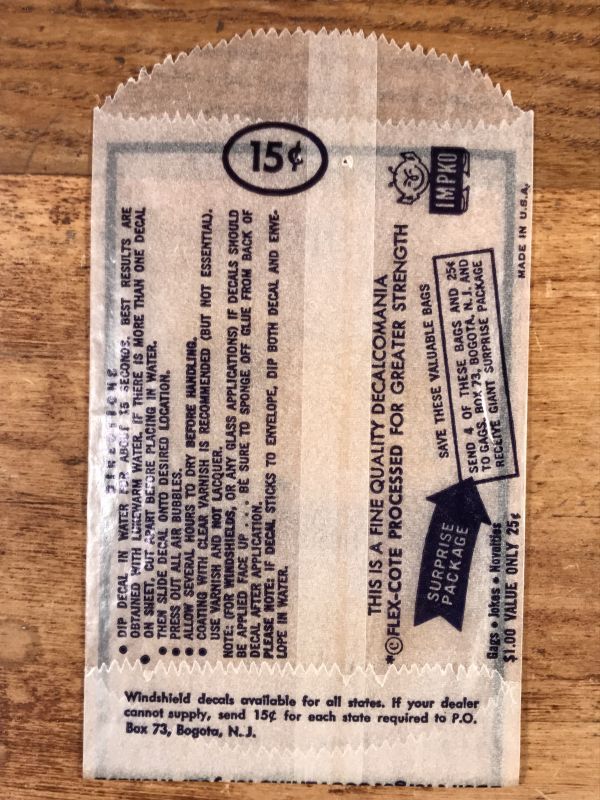 15¢
DIRECTIONS
• DIP DECAL IN WATER FOR ABOUT 15 SECONDS. BEST RESULTS ARE
OBTAINED WITH LUKEWARM WATER. IF THERE IS MORE THAN ONE DECAL
ON SHEET, CUT APART BEFORE PLACING IN WATER.
• THEN SLIDE DECAL ONTO DESIRED LOCATION.
• PRESS OUT ALL AIR BUBBLES.
• ALLOW SEVERAL HOURS TO DRY BEFORE HANDLING.
• COATING WITH CLEAR VARNISH IS RECOMMENDED (BUT NOT ESSENTIAL).
USE VARNISH AND NOT LACQUER.
NOTE: (FOR WINDSHIELDS, OR ANY GLASS APPLICATIONS) IF DECALS SHOULD
BE APPLIED FACE UP .... BE SURE TO SPONGE OFF GLUE FROM BACK OF
DECAL AFTER APPLICATION.
PLEASE NOTE: IF DECAL STICKS TO ENVELOPE, DIP BOTH DECAL AND ENVE-
LOPE IN WATER.
THIS IS A FINE QUALITY DECALCOMANIA
*©FLEX-COTE PROCESSED FOR GREATER STRENGTH
IMPKO
SAVE THESE VALUABLE BAGS
SEND 4 OF THESE BAGS AND 25¢
TO GAGS, BOX 73, BOGOTA, N.J. AND
RECEIVE GIANT SURPRISE PACKAGE
SURPRISE
PACKAGE
Gags • Jokes • Novelties
$1.00 VALUE ONLY 25¢
MADE IN U.S.A.
Windshield decals available for all states. If your dealer
cannot supply, send 15¢ for each state required to P.O.
Box 73, Bogota, N.J.